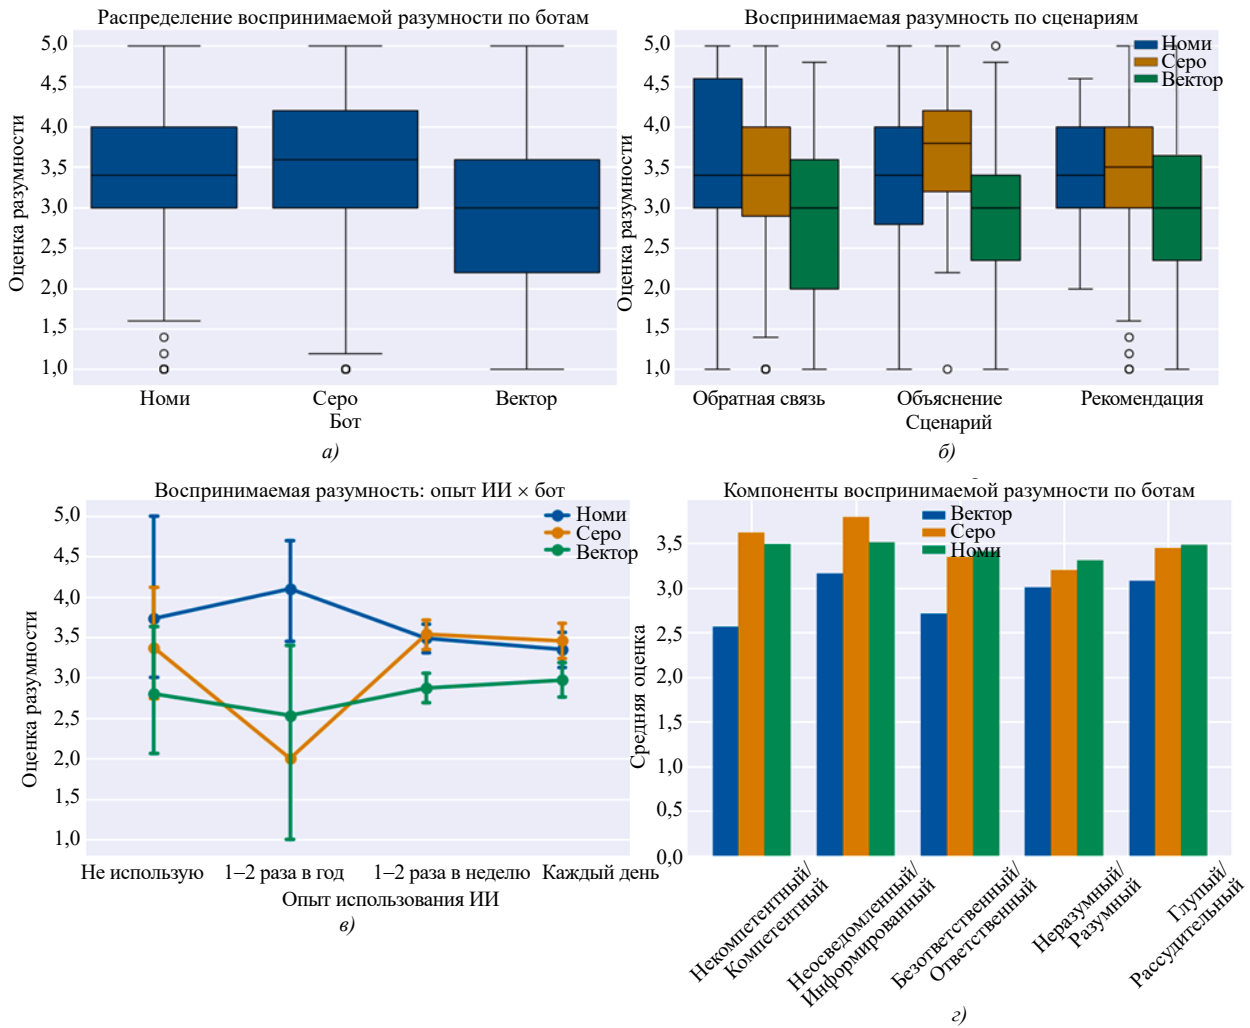 Распределение воспринимаемой разумности по ботам
Оценка разумности
5,0
4,5
4,0
3,5
3,0
2,5
2,0
1,5
1,0
Номи
Серо
Вектор
Бот
а)
Воспринимаемая разумность по сценариям
Оценка разумности
5,0
4,5
4,0
3,5
3,0
2,5
2,0
1,5
1,0
Номи
Серо
Вектор
Обратная связь
Объяснение
Рекомендация
Сценарий
б)
Воспринимаемая разумность: опыт ИИ × бот
Оценка разумности
5,0
4,5
4,0
3,5
3,0
2,5
2,0
1,5
1,0
Номи
Серо
Вектор
Не использую
1–2 раза в год
1–2 раза в неделю
Каждый день
Опыт использования ИИ
в)
Компоненты воспринимаемой разумности по ботам
Средняя оценка
3,5
3,0
2,5
2,0
1,5
1,0
0,5
0,0
Вектор
Серо
Номи
Некомпетентный/
Компетентный
Неосведомленный/
Информированный
Безответственный/
Ответственный
Неразумный/
Разумный
Глупый/
Рассудительный
г)